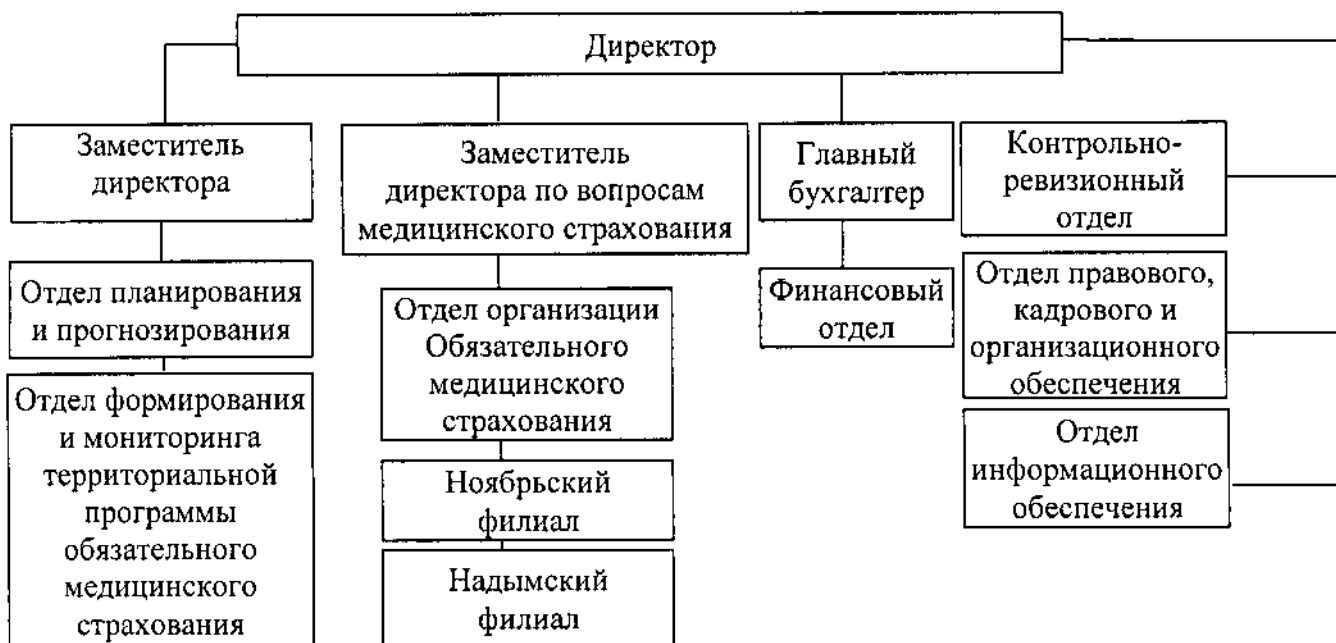 Директор
Заместитель
директора
Отдел планирования
и прогнозирования
Отдел формирования
и мониторинга
территориальной
программы
обязательного
медицинского
страхования
Заместитель
директора по вопросам
медицинского страхования
Отдел организации
Обязательного
медицинского
страхования
Ноябрьский
филиал
Надымский
филиал
Главный
бухгалтер
Финансовый
отдел
Контрольно-
ревизионный
отдел
Отдел правового,
кадрового и
организационного
обеспечения
Отдел
информационного
обеспечения